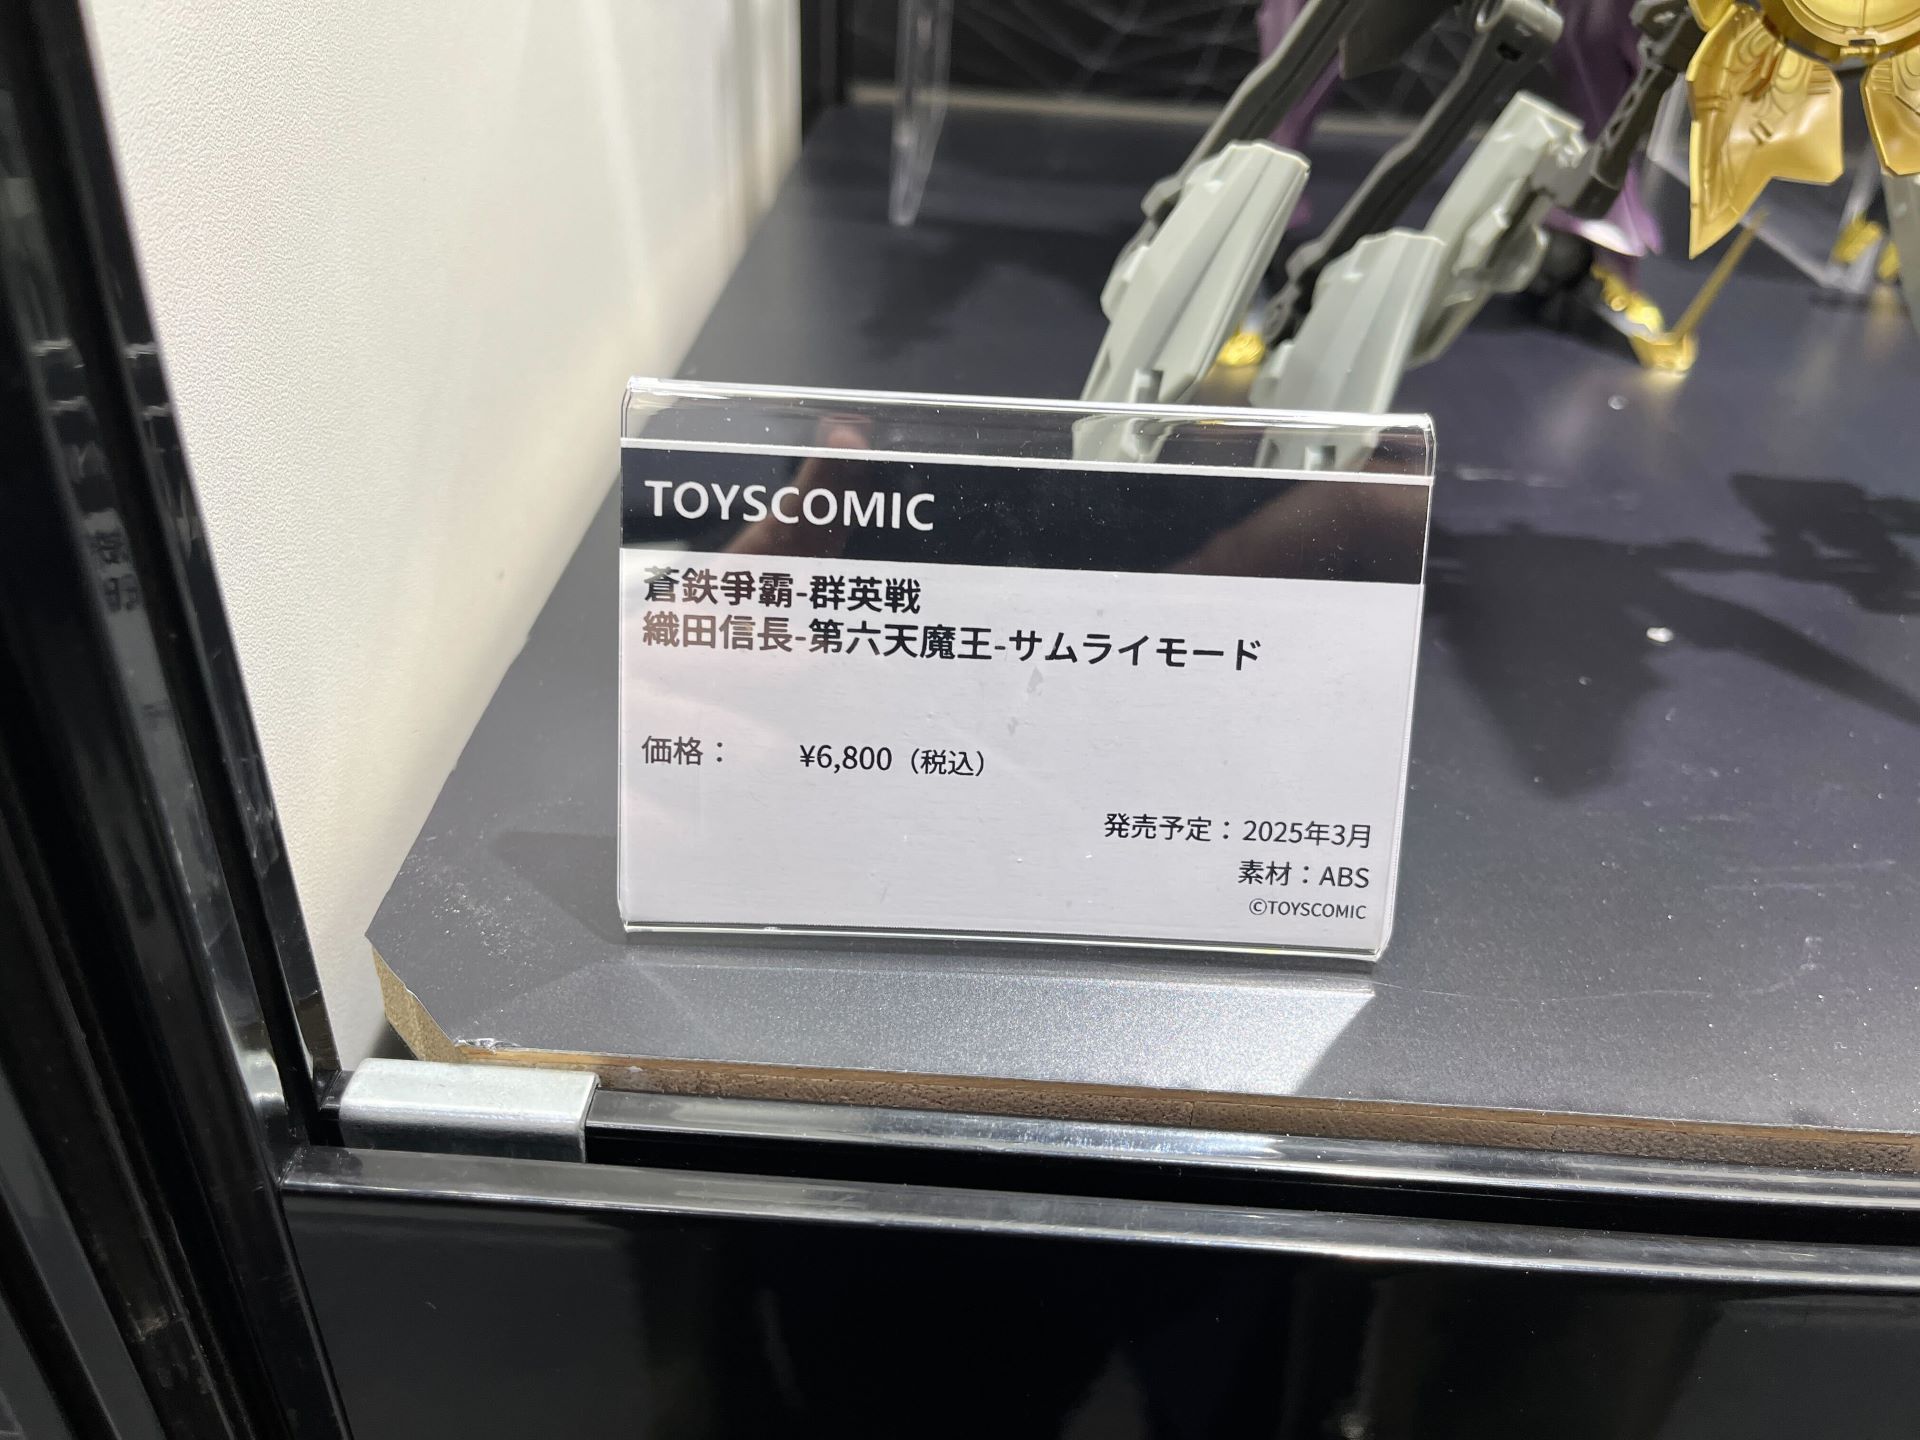 TOYSCOMIC
蒼鉄爭霸-群英戦
織田信長-第六天魔王-サムライモード
価格： ¥6,800（税込）
発売予定：2025年3月
素材：ABS
©TOYSCOMIC